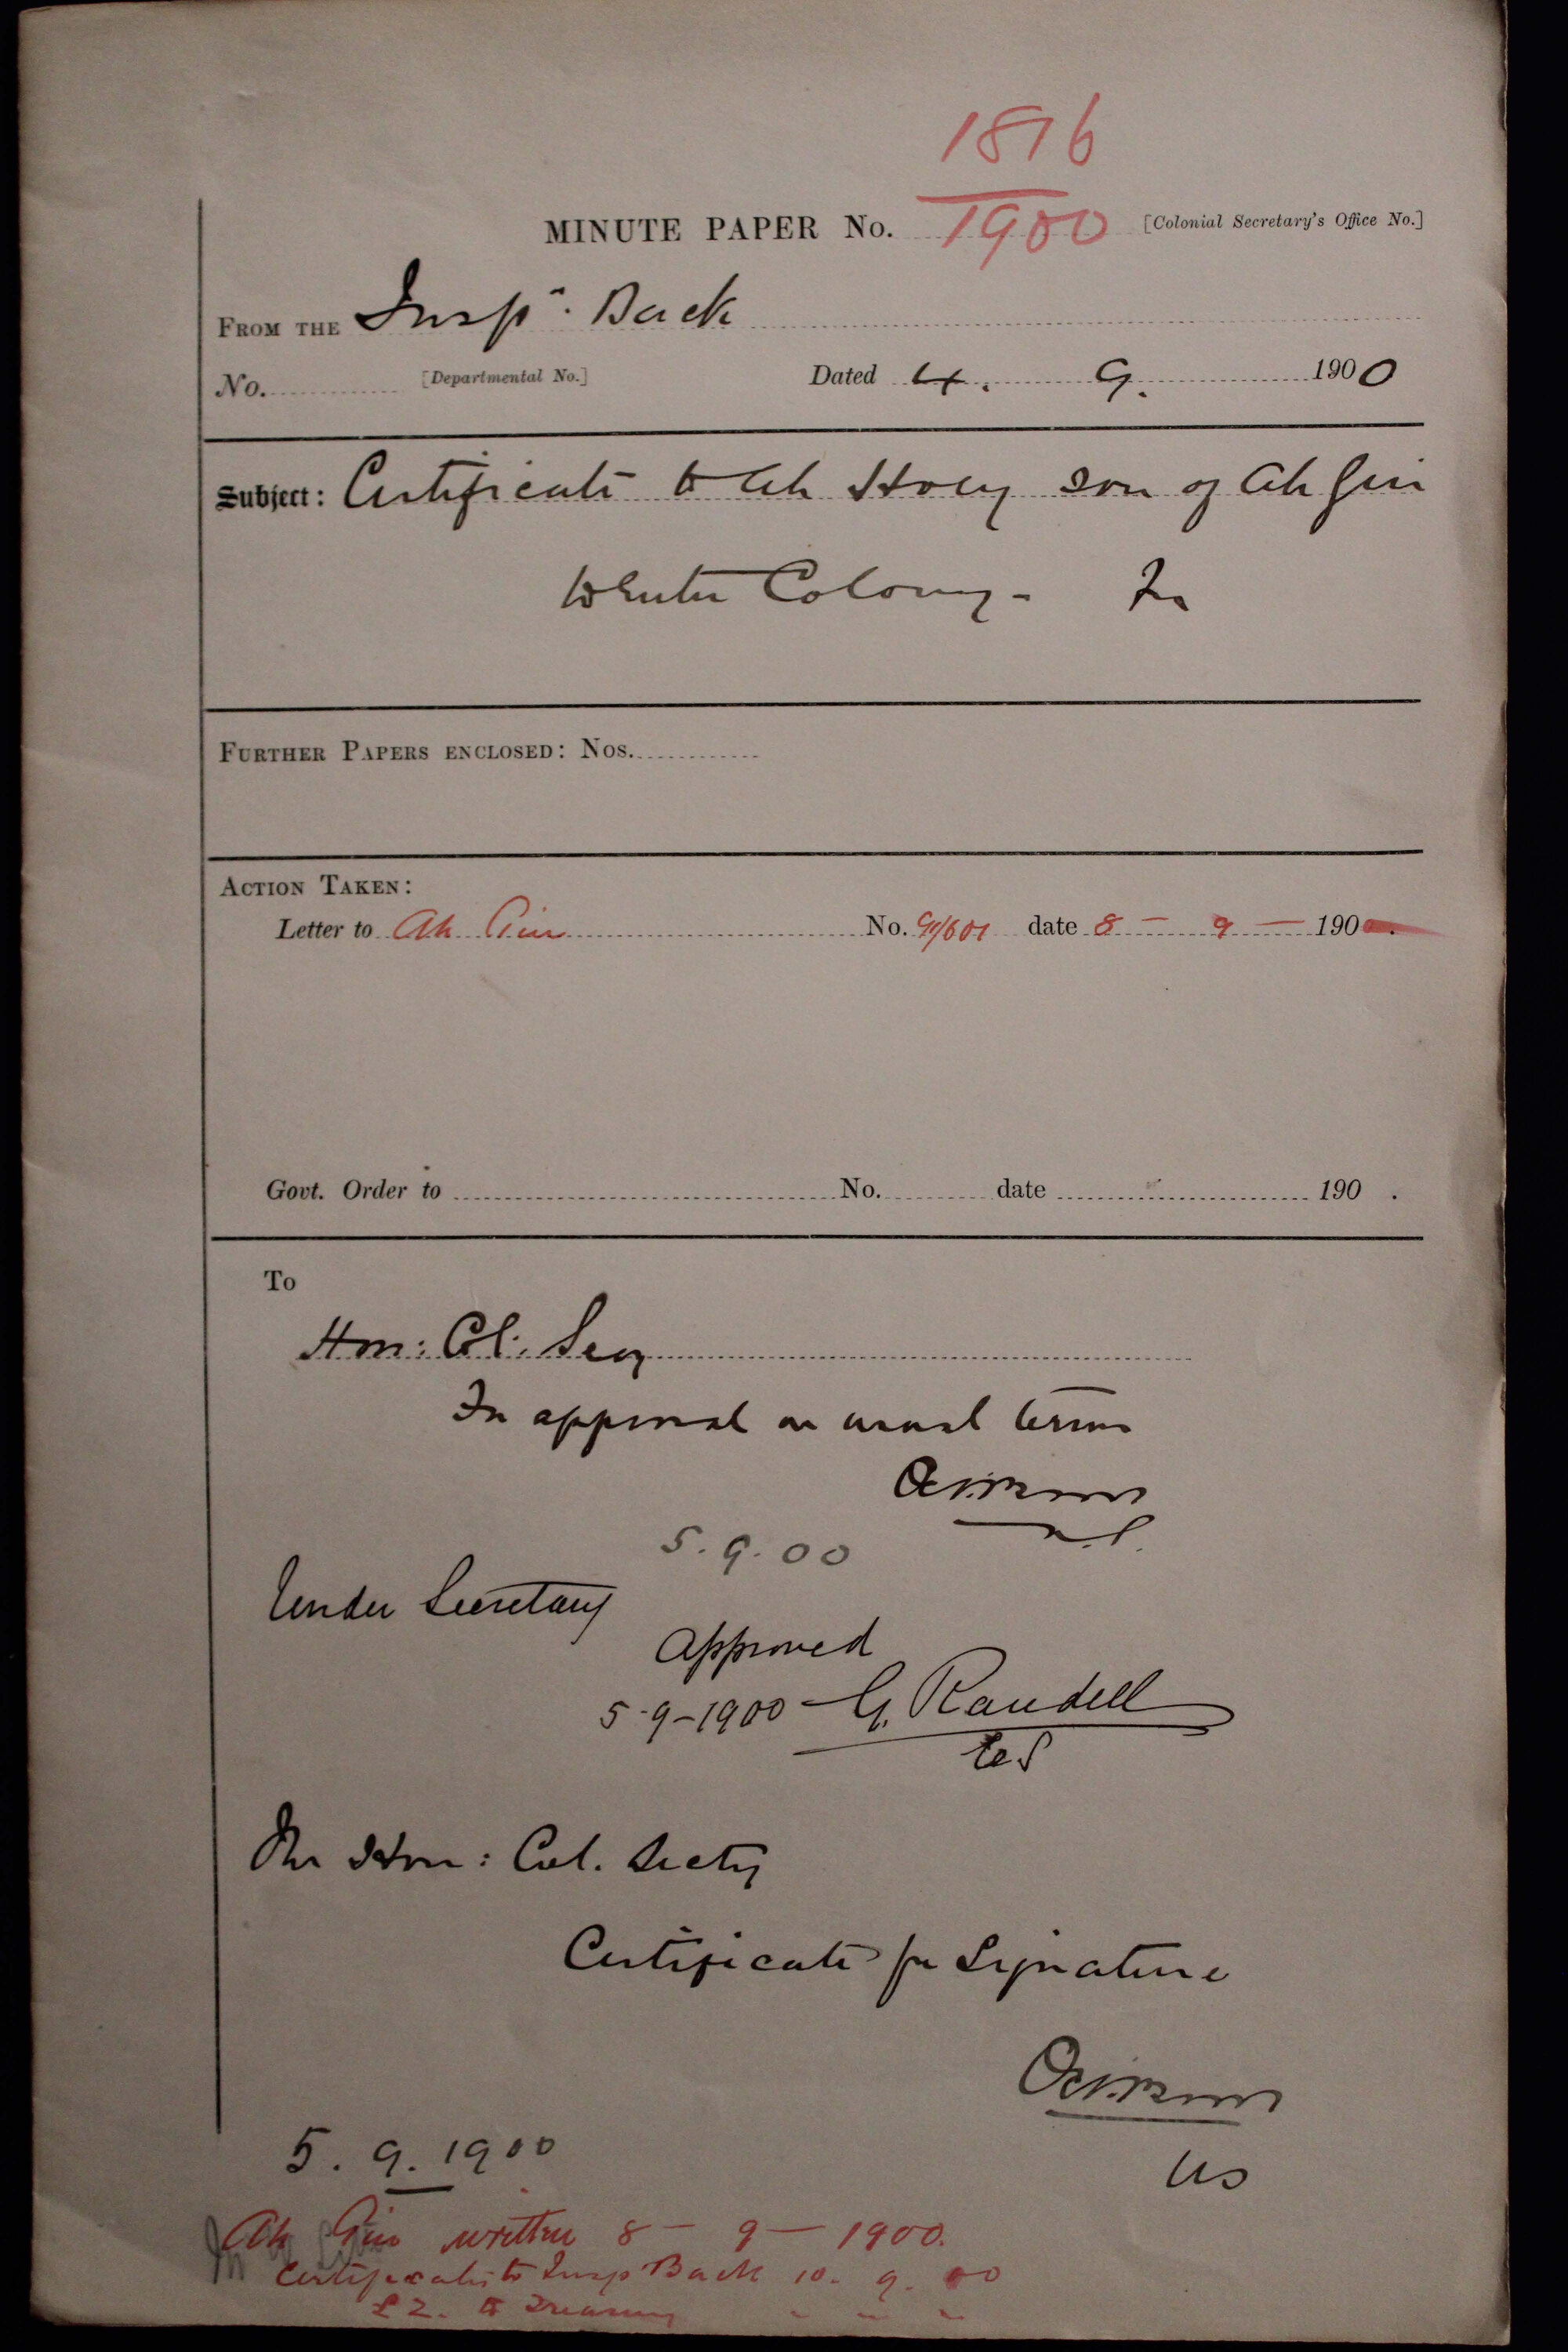 1816
1900
MINUTE PAPER No. [Colonial Secretary's Office No.]
FROM THE Inspr. Back
No. [Departmental No.] Dated 4. 9. 1900
Subject: Certificate to Ah Hoey son of Ah Gin
to Enter Colony - For
FURTHER PAPERS ENCLOSED: Nos.
ACTION TAKEN:
Letter to Ah Gin No. date 8 - 9 - 1900.
Govt. Order to No. date 190 .
To
Hon: Col: Secy
For approval on usual terms
5.9.00
Under Secretary
Approved
5-9-1900 G. Randell
CS
The Hon: Col. Secty
Certificate for Signature
US
5. 9. 1900
Ah Gin written 8 - 9 - 1900.
Certificate to Insp Back 10. 9. 00
£2. to Treasury " " "